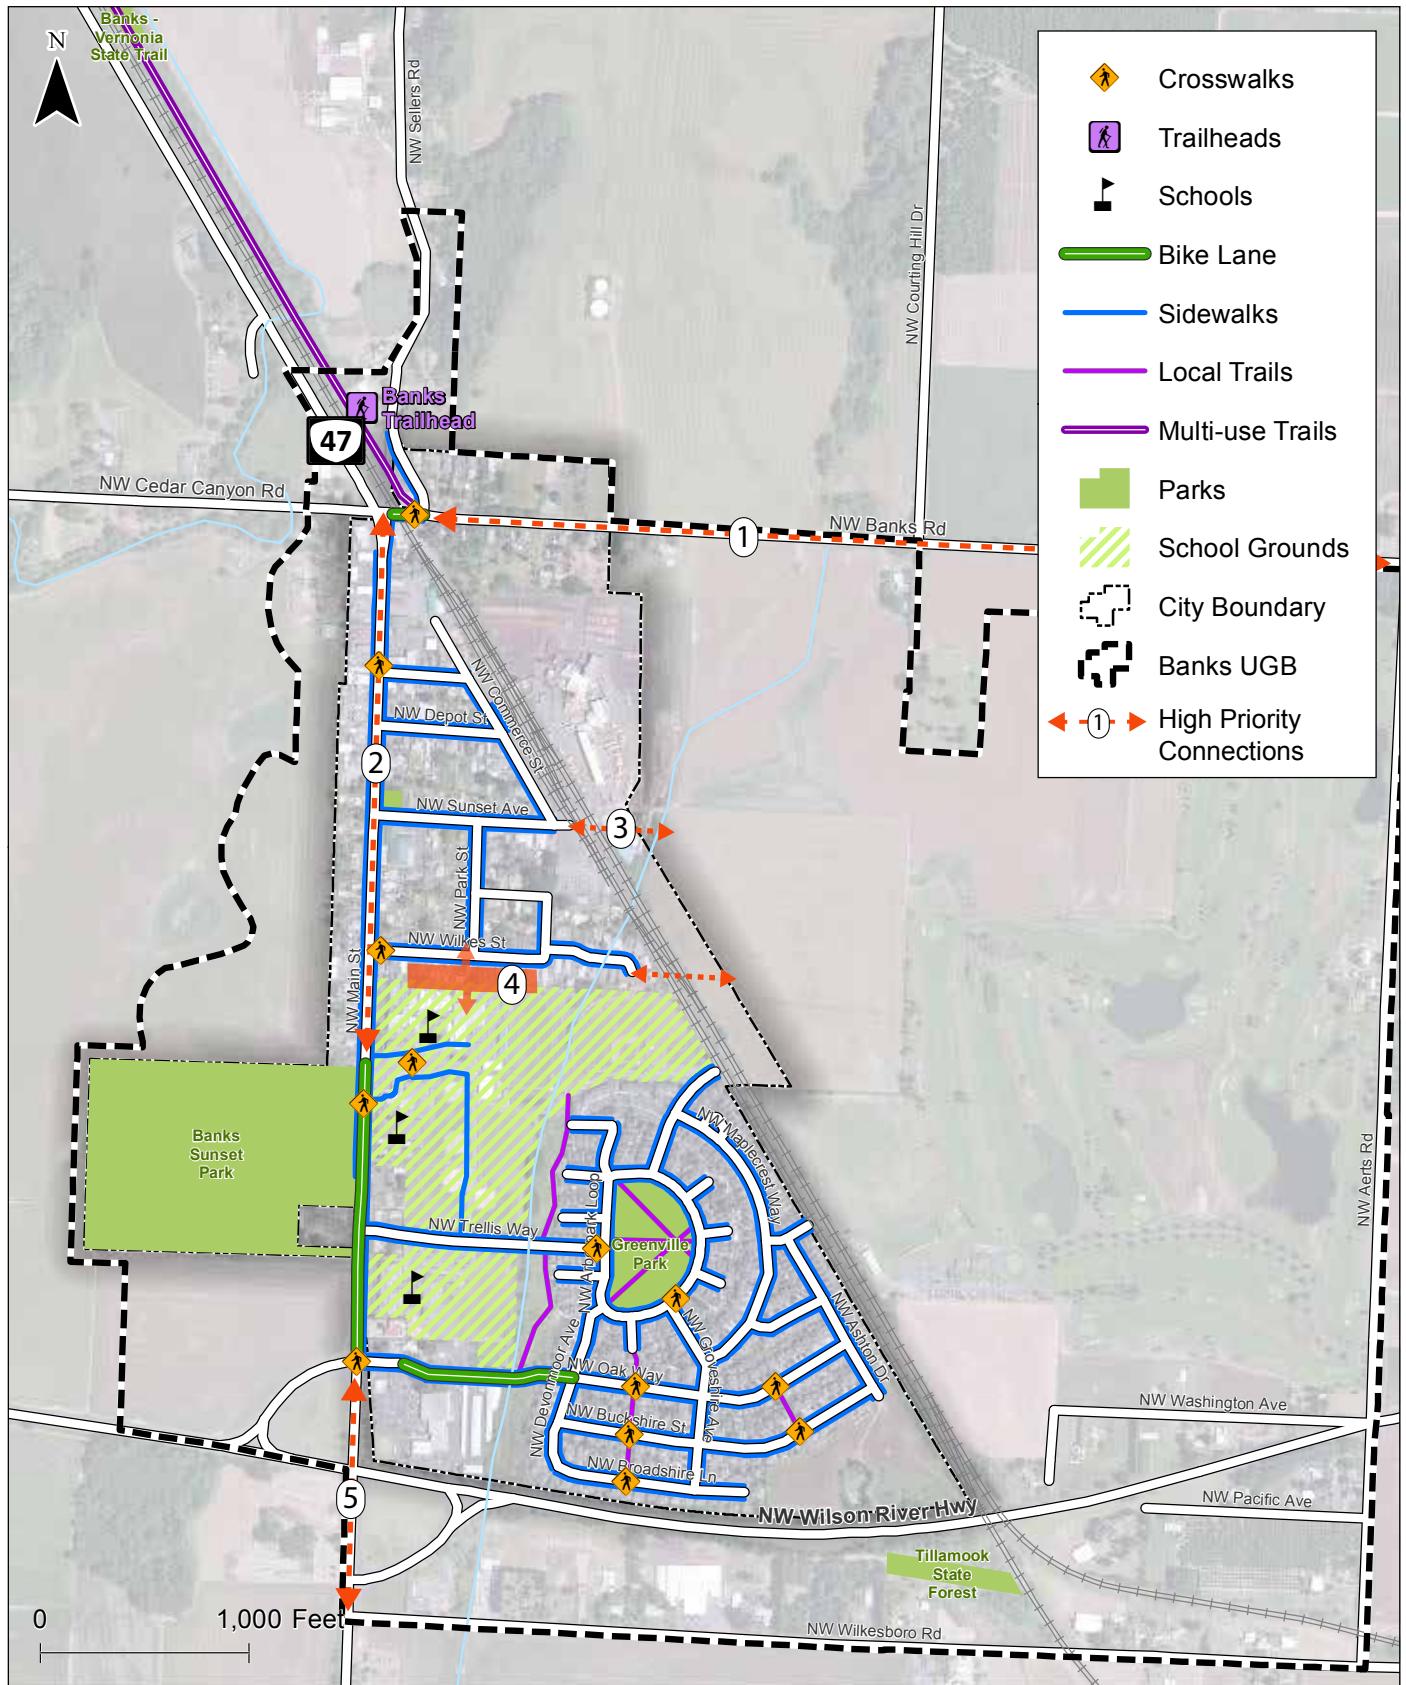 Banks -
Vernonia
State Trail
N
NW Sellers Rd
NW Courting Hill Dr
Crosswalks
Trailheads
Schools
Bike Lane
Sidewalks
Local Trails
Multi-use Trails
Parks
School Grounds
City Boundary
Banks UGB
1
High Priority
Connections
Banks
Trailhead
47
NW Cedar Canyon Rd
NW Banks Rd
1
NW Commerce St
NW Depot St
2
NW Sunset Ave
3
NW Park St
NW Wilkes St
4
NW Main St
Banks
Sunset
Park
NW Maplecrest Way
NW Aerts Rd
NW Trellis Way
NW Arborpark Loop
Greenville
Park
NW Ashton Dr
NW Groveshire Ave
NW Devonmoor Ave
NW Oak Way
NW Buckshire St
NW Broadshire Ln
NW Washington Ave
NW Pacific Ave
5
NW Wilson River Hwy
Tillamook
State
Forest
0
1,000 Feet
NW Wilkesboro Rd